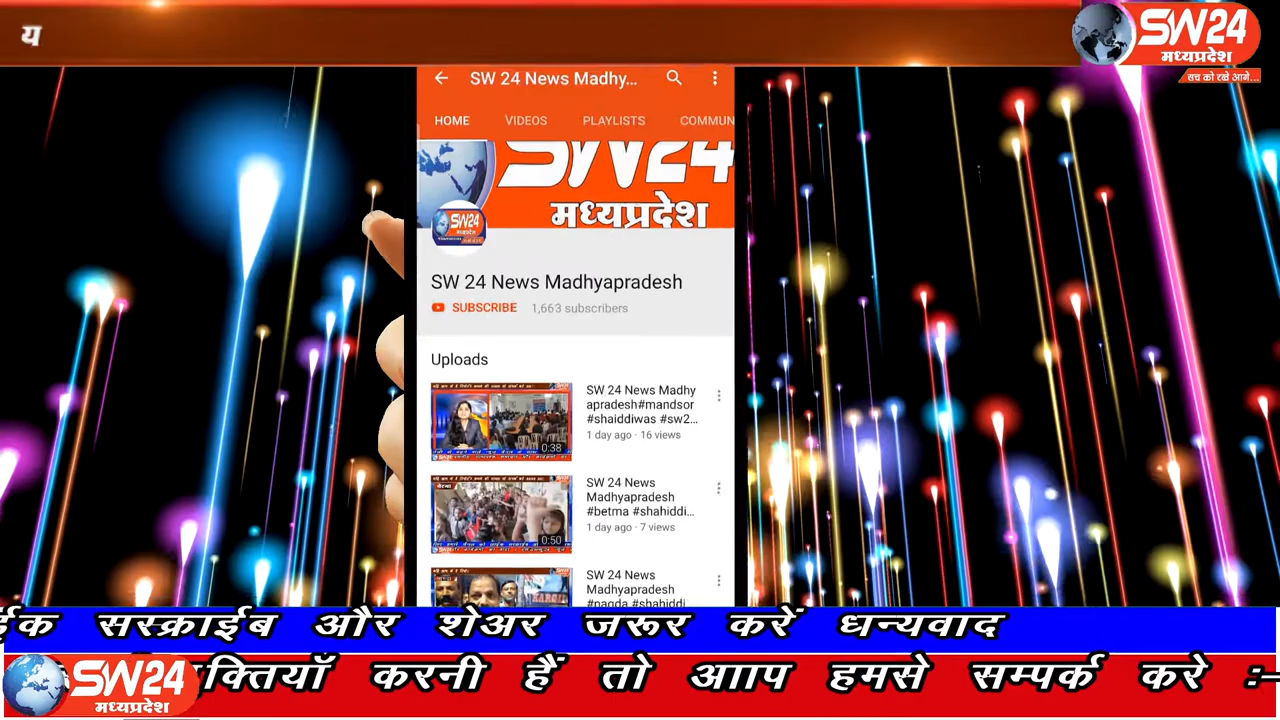 य
SW24
मध्यप्रदेश
सच को रखे आगे...
SW 24 News Madhy...
HOME VIDEOS PLAYLISTS COMMUN
SW24
मध्यप्रदेश
SW24
SW 24 News Madhyapradesh
SUBSCRIBE 1,663 subscribers
Uploads
SW 24 News Madhy
apradesh#mandsor
#shaiddiwas #sw2...
1 day ago · 16 views
0:38
SW 24 News
Madhyapradesh
#betma #shahiddi...
1 day ago · 7 views
0:50
SW 24 News
Madhyapradesh
#nagda #shahiddi
सस्क्राईब और शेअर जरूर करें धन्यवाद
करनी हैं तो आाप हमसे सम्पर्क करे :-
SW24
मध्यप्रदेश